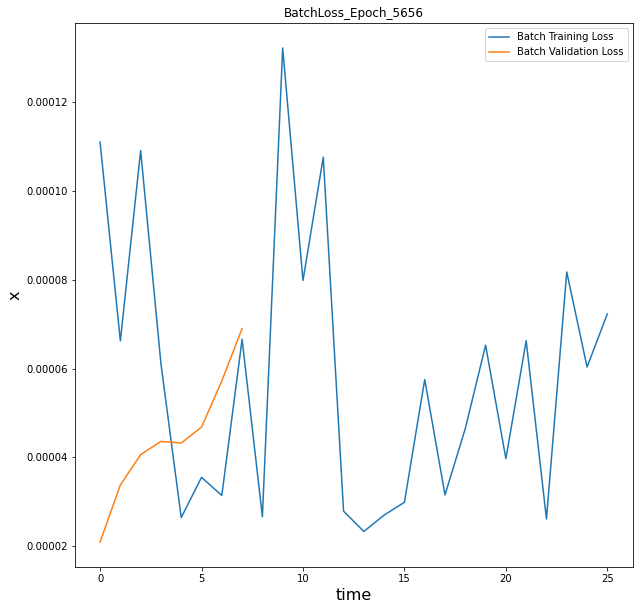 BatchLoss_Epoch_5656
Batch Training Loss
Batch Validation Loss
0.00012
0.00010
0.00008
0.00006
0.00004
0.00002
x
0 5 10 15 20 25
time